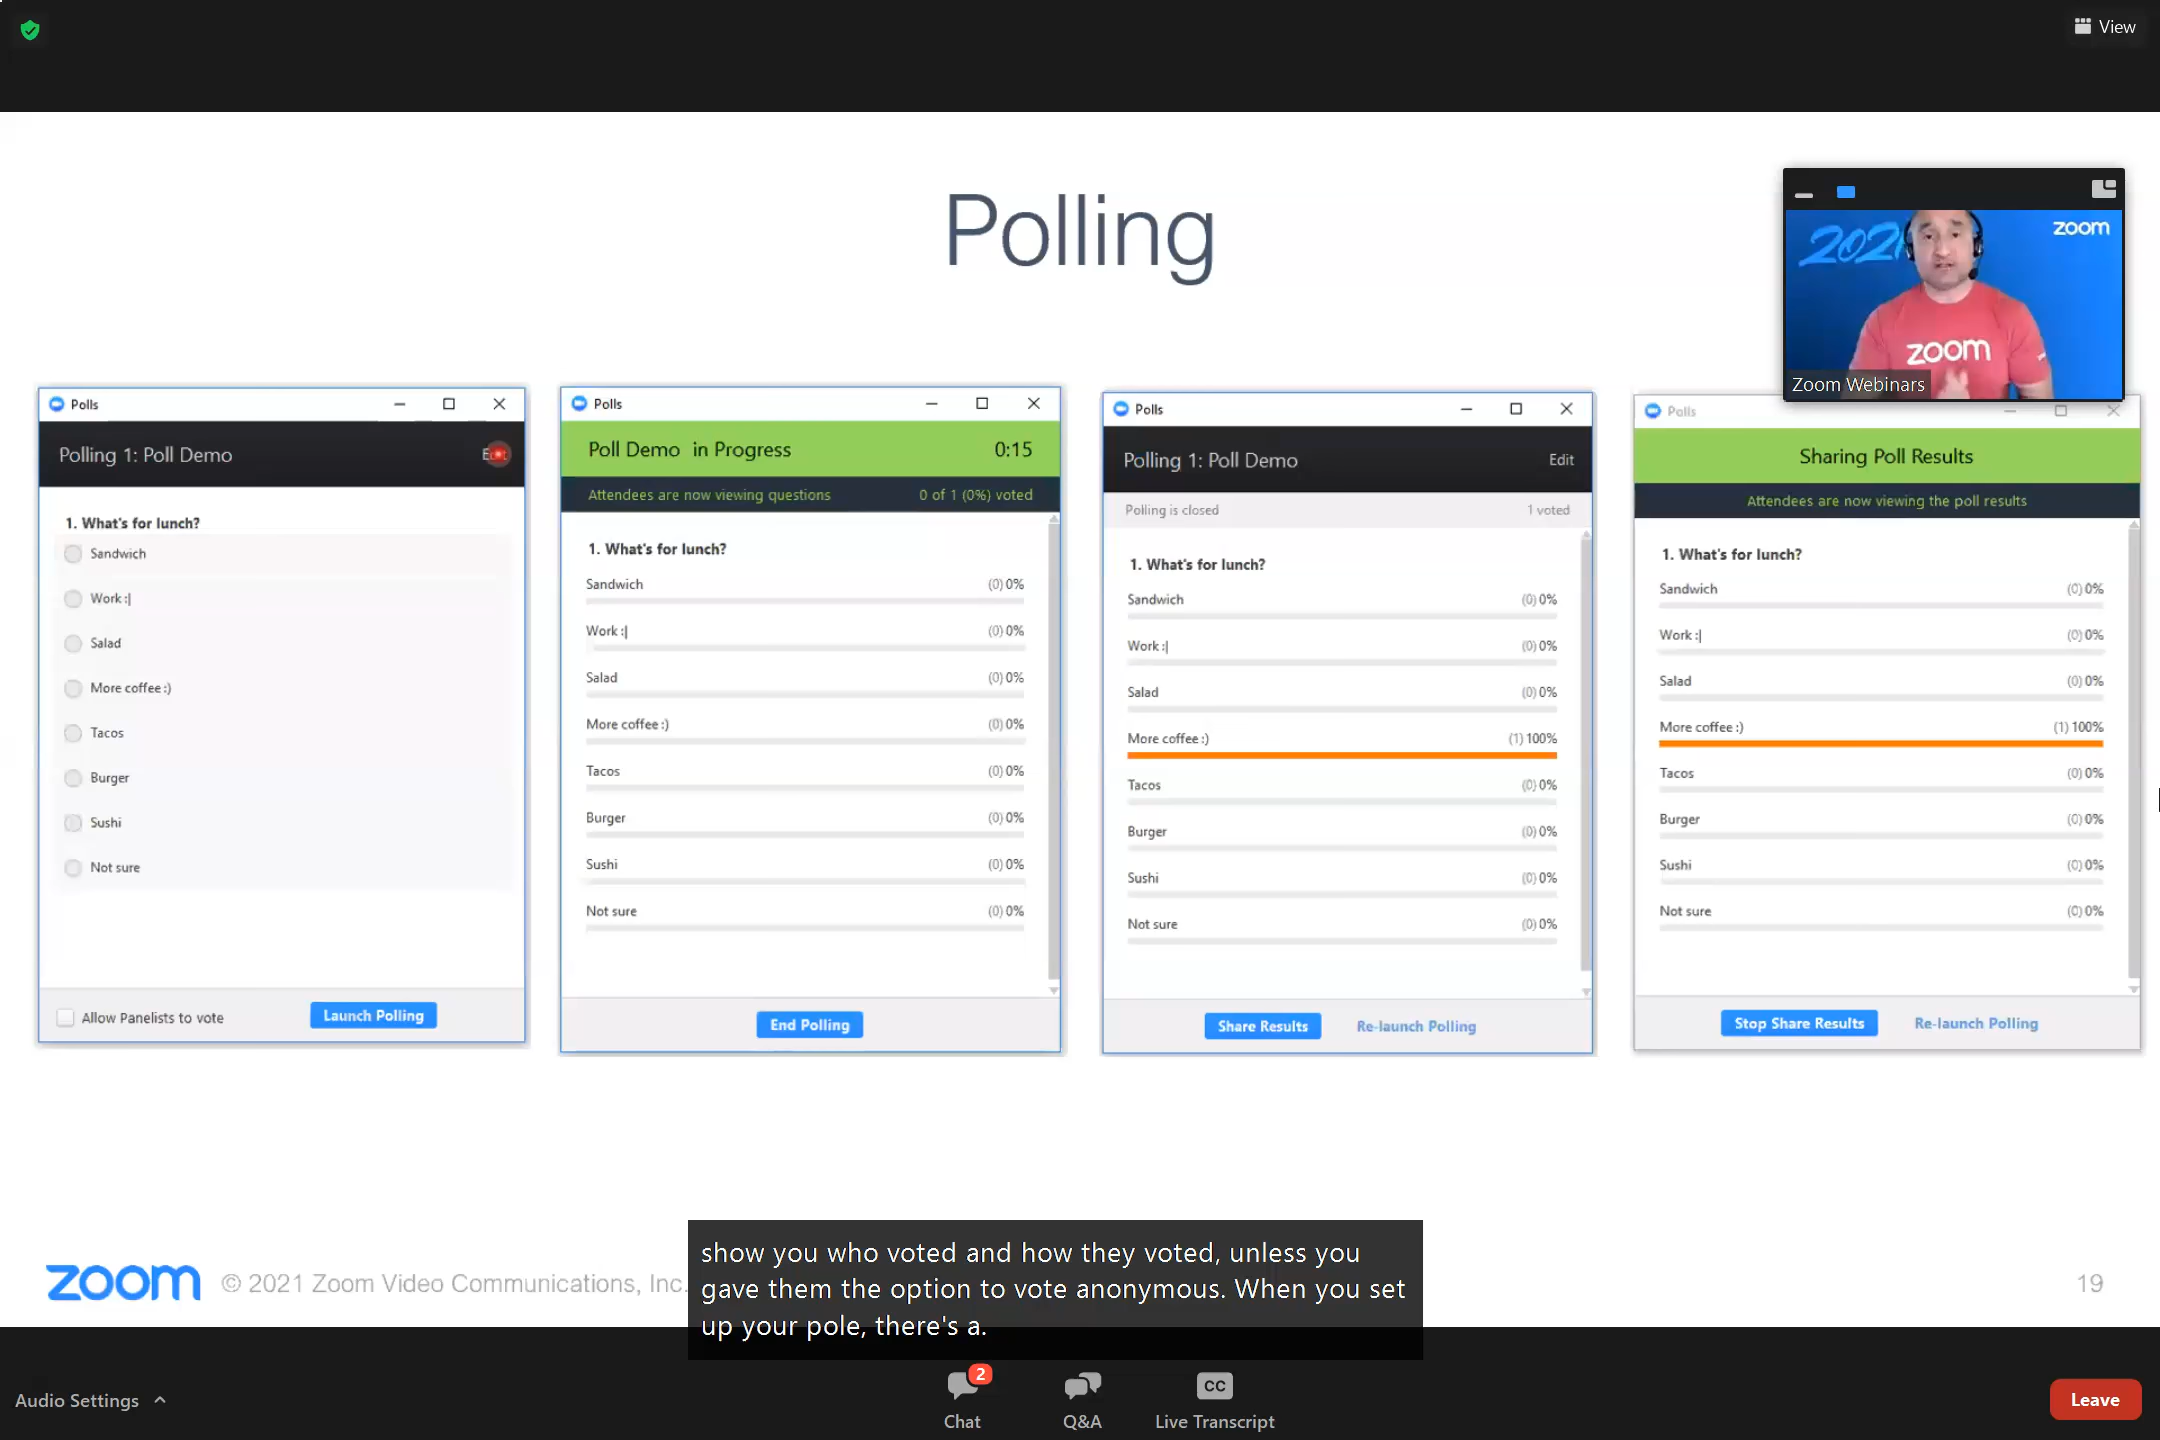 View
Polling
2021
zoom
zoom
Zoom Webinars
Polls
Polling 1: Poll Demo
1. What's for lunch?
Sandwich
Work :|
Salad
More coffee :)
Tacos
Burger
Sushi
Not sure
Allow Panelists to vote
Launch Polling
Polls
Poll Demo in Progress 0:15
Attendees are now viewing questions 0 of 1 (0%) voted
1. What's for lunch?
Sandwich (0) 0%
Work :| (0) 0%
Salad (0) 0%
More coffee :) (0) 0%
Tacos (0) 0%
Burger (0) 0%
Sushi (0) 0%
Not sure (0) 0%
End Polling
Polls
Polling 1: Poll Demo Edit
Polling is closed 1 voted
1. What's for lunch?
Sandwich (0) 0%
Work :| (0) 0%
Salad (0) 0%
More coffee :) (1) 100%
Tacos (0) 0%
Burger (0) 0%
Sushi (0) 0%
Not sure (0) 0%
Share Results Re-launch Polling
Polls
Sharing Poll Results
Attendees are now viewing the poll results
1. What's for lunch?
Sandwich (0) 0%
Work :| (0) 0%
Salad (0) 0%
More coffee :) (1) 100%
Tacos (0) 0%
Burger (0) 0%
Sushi (0) 0%
Not sure (0) 0%
Stop Share Results Re-launch Polling
show you who voted and how they voted, unless you
gave them the option to vote anonymous. When you set
up your pole, there's a.
zoom © 2021 Zoom Video Communications, Inc.
19
Audio Settings
2
Chat
Q&A
CC
Live Transcript
Leave